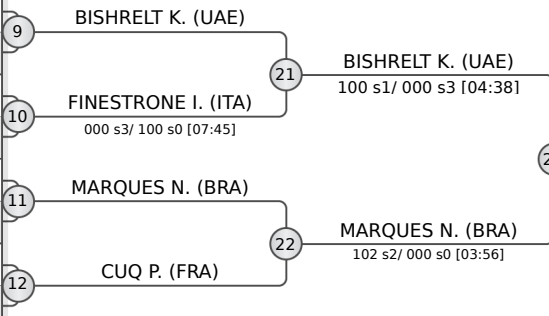 9
BISHRELT K. (UAE)
10
FINESTRONE I. (ITA)
000 s3/ 100 s0 [07:45]
21
BISHRELT K. (UAE)
100 s1/ 000 s3 [04:38]
11
MARQUES N. (BRA)
12
CUQ P. (FRA)
22
MARQUES N. (BRA)
102 s2/ 000 s0 [03:56]